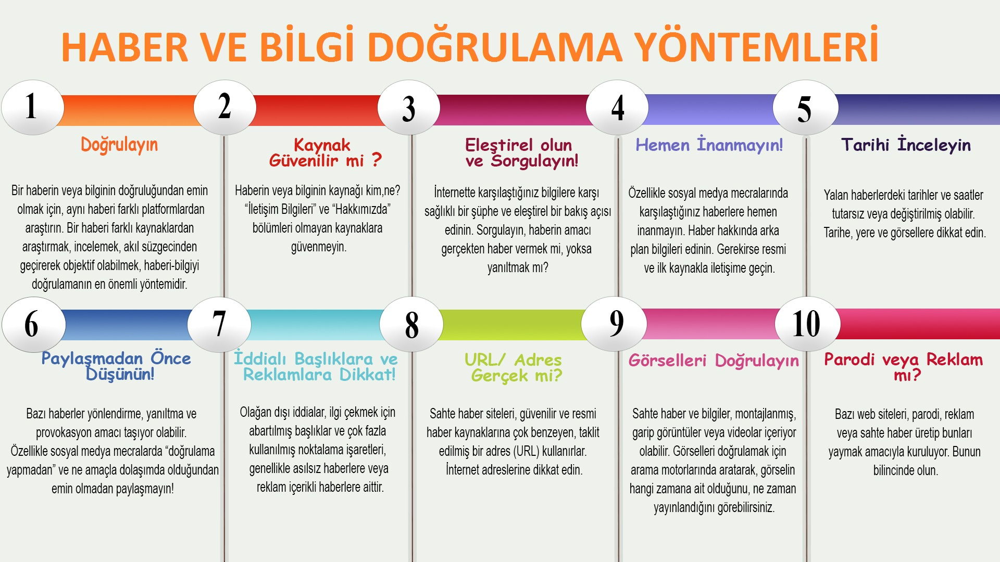 HABER VE BİLGİ DOĞRULAMA YÖNTEMLERİ
1
Doğrulayın
Bir haberin veya bilginin doğruluğundan emin
olmak için, aynı haberi farklı platformlardan
araştırın. Bir haberi farklı kaynaklardan
araştırmak, incelemek, akıl süzgecinden
geçirerek objektif olabilmek, haberi-bilgiyi
doğrulamanın en önemli yöntemidir.
2
Kaynak
Güvenilir mi ?
Haberin veya bilginin kaynağı kim,ne?
“İletişim Bilgileri” ve “Hakkımızda”
bölümleri olmayan kaynaklara
güvenmeyin.
3
Eleştirel olun
ve Sorgulayın!
İnternette karşılaştığınız bilgilere karşı
sağlıklı bir şüphe ve eleştirel bir bakış açısı
edinin. Sorgulayın, haberin amacı
gerçekten haber vermek mi, yoksa
yanıltmak mı?
4
Hemen İnanmayın!
Özellikle sosyal medya mecralarında
karşılaştığınız haberlere hemen
inanmayın. Haber hakkında arka
plan bilgileri edinin. Gerekirse resmi
ve ilk kaynakla iletişime geçin.
5
Tarihi İnceleyin
Yalan haberlerdeki tarihler ve saatler
tutarsız veya değiştirilmiş olabilir.
Tarihe, yere ve görsellere dikkat edin.
6
Paylaşmadan Önce
Düşünün!
Bazı haberler yönlendirme, yanıltma ve
provokasyon amacı taşıyor olabilir.
Özellikle sosyal medya mecralarda “doğrulama
yapmadan” ve ne amaçla dolaşımda olduğundan
emin olmadan paylaşmayın!
7
İddialı Başlıklara ve
Reklamlara Dikkat!
Olağan dışı iddialar, ilgi çekmek için
abartılmış başlıklar ve çok fazla
kullanılmış noktalama işaretleri,
genellikle asılsız haberlere veya
reklam içerikli haberlere aittir.
8
URL/ Adres
Gerçek mi?
Sahte haber siteleri, güvenilir ve resmi
haber kaynaklarına çok benzeyen, taklit
edilmiş bir adres (URL) kullanırlar.
İnternet adreslerine dikkat edin.
9
Görselleri Doğrulayın
Sahte haber ve bilgiler, montajlanmış,
garip görüntüler veya videolar içeriyor
olabilir. Görselleri doğrulamak için
arama motorlarında aratarak, görselin
hangi zamana ait olduğunu, ne zaman
yayınlandığını görebilirsiniz.
10
Parodi veya Reklam
mı?
Bazı web siteleri, parodi, reklam
veya sahte haber üretip bunları
yaymak amacıyla kuruluyor. Bunun
bilincinde olun.